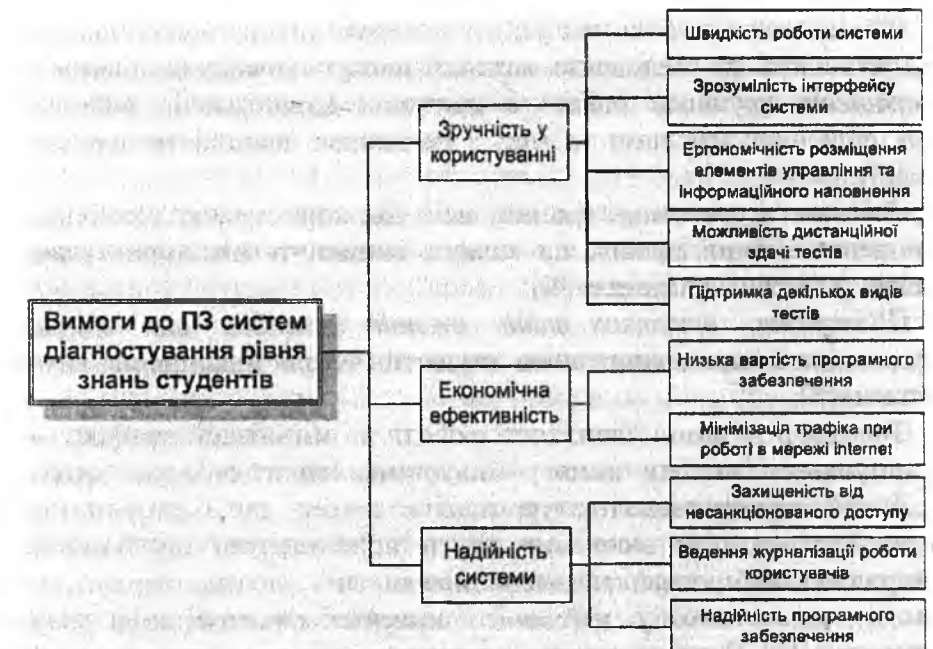 Вимоги до ПЗ систем
діагностування рівня
знань студентів
Зручність у
користуванні
Швидкість роботи системи
Зрозумілість інтерфейсу
системи
Ергономічність розміщення
елементів управління та
інформаційного наповнення
Можливість дистанційної
здачі тестів
Підтримка декількох видів
тестів
Економічна
ефективність
Низька вартість програмного
забезпечення
Мінімізація трафіка при
роботі в мережі Internet
Надійність
системи
Захищеність від
несанкціонованого доступу
Ведення журналізації роботи
користувачів
Надійність програмного
забезпечення